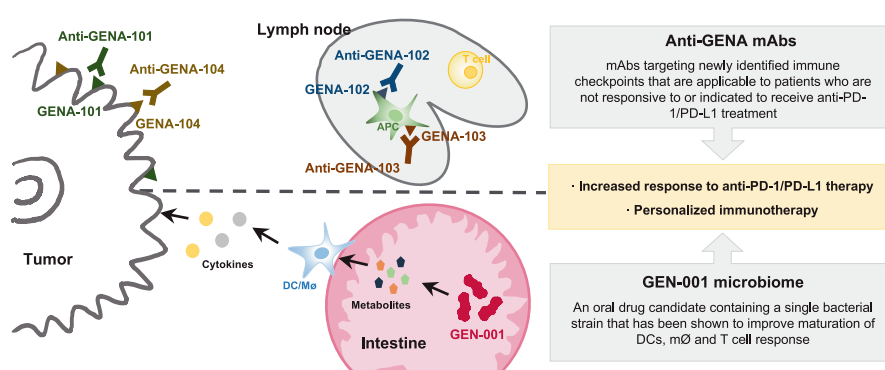 Lymph node
Anti-GENA-101
Anti-GENA-104
GENA-101
GENA-104
Anti-GENA-102
GENA-102
T cell
APC
GENA-103
Anti-GENA-103
Tumor
Cytokines
DC/Mø
Metabolites
GEN-001
Intestine
Anti-GENA mAbs
mAbs targeting newly identified immune
checkpoints that are applicable to patients who are
not responsive to or indicated to receive anti-PD-
1/PD-L1 treatment
· Increased response to anti-PD-1/PD-L1 therapy
· Personalized immunotherapy
GEN-001 microbiome
An oral drug candidate containing a single bacterial
strain that has been shown to improve maturation of
DCs, mØ and T cell response